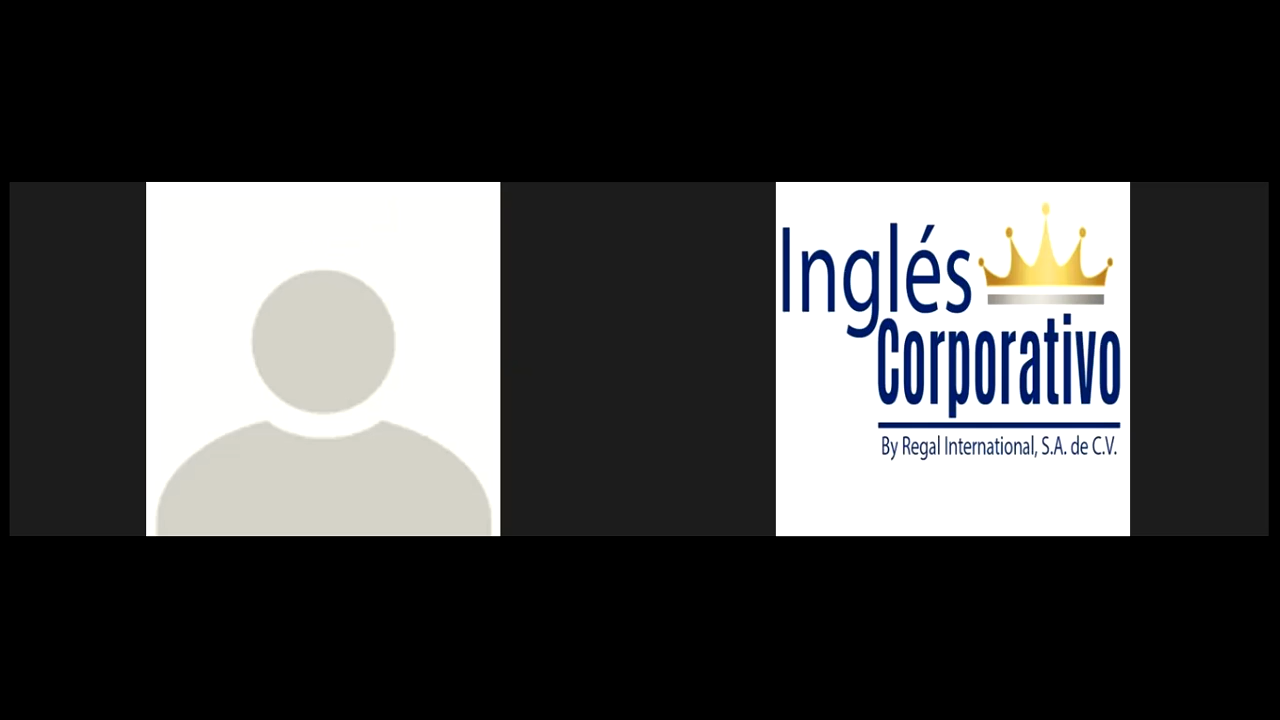 Inglés
Corporativo
By Regal International, S.A. de C.V.